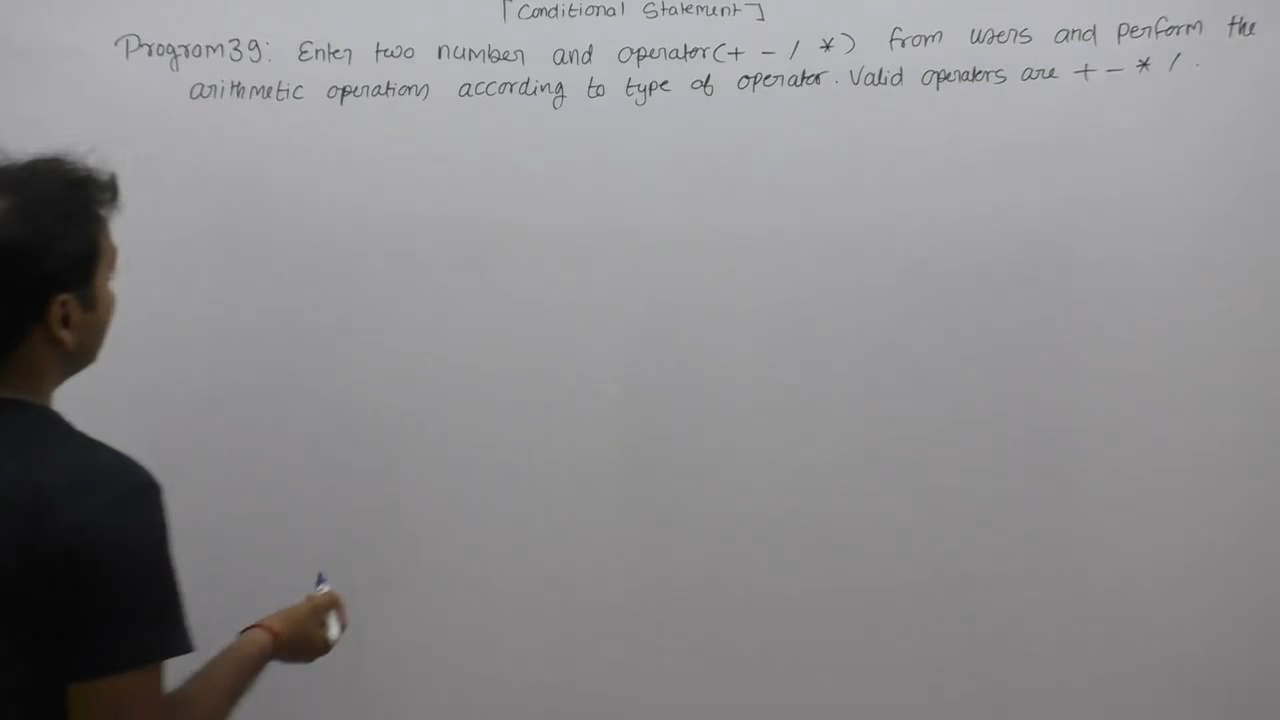 [Conditional Statement]
Program39: Enter two number and operator(+ - / *) from users and perform the
arithmetic operations according to type of operator. Valid operators are + - * / .